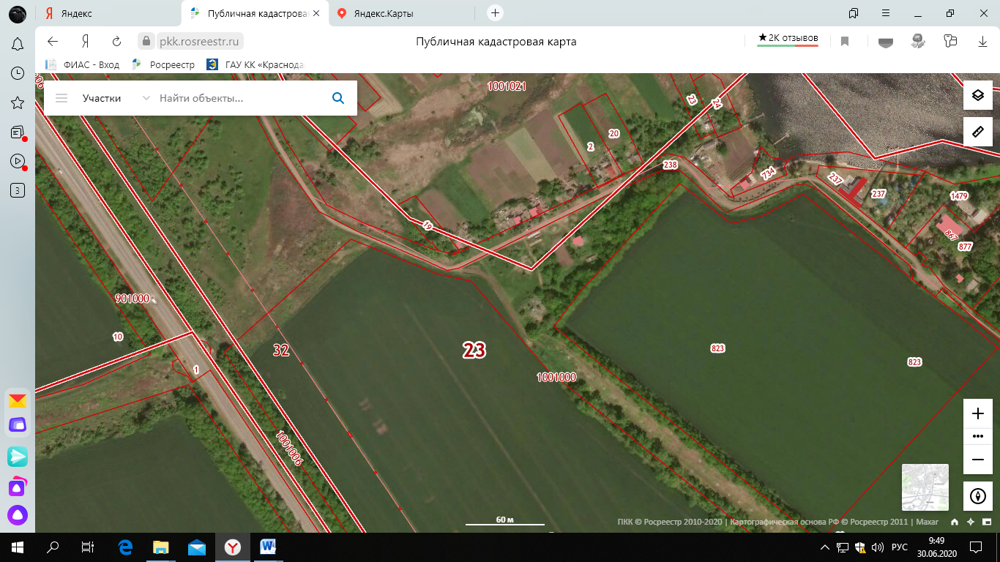 Яндекс
Публичная кадастрова
Яндекс.Карты
pkk.rosreestr.ru
Публичная кадастровая карта
★2К отзывов
ФИАС - Вход
Росреестр
ГАУ КК «Краснода
Участки
Найти объекты...
1001021
23
24
20
2
238
734
237
237
1479
867
877
19
901000
10
1
32
23
823
823
1001000
1001006
3
60 м
ПКК © Росреестр 2010-2020 | Картографическая основа РФ © Росреестр 2011 | Maxar
РУС
9:49
30.06.2020